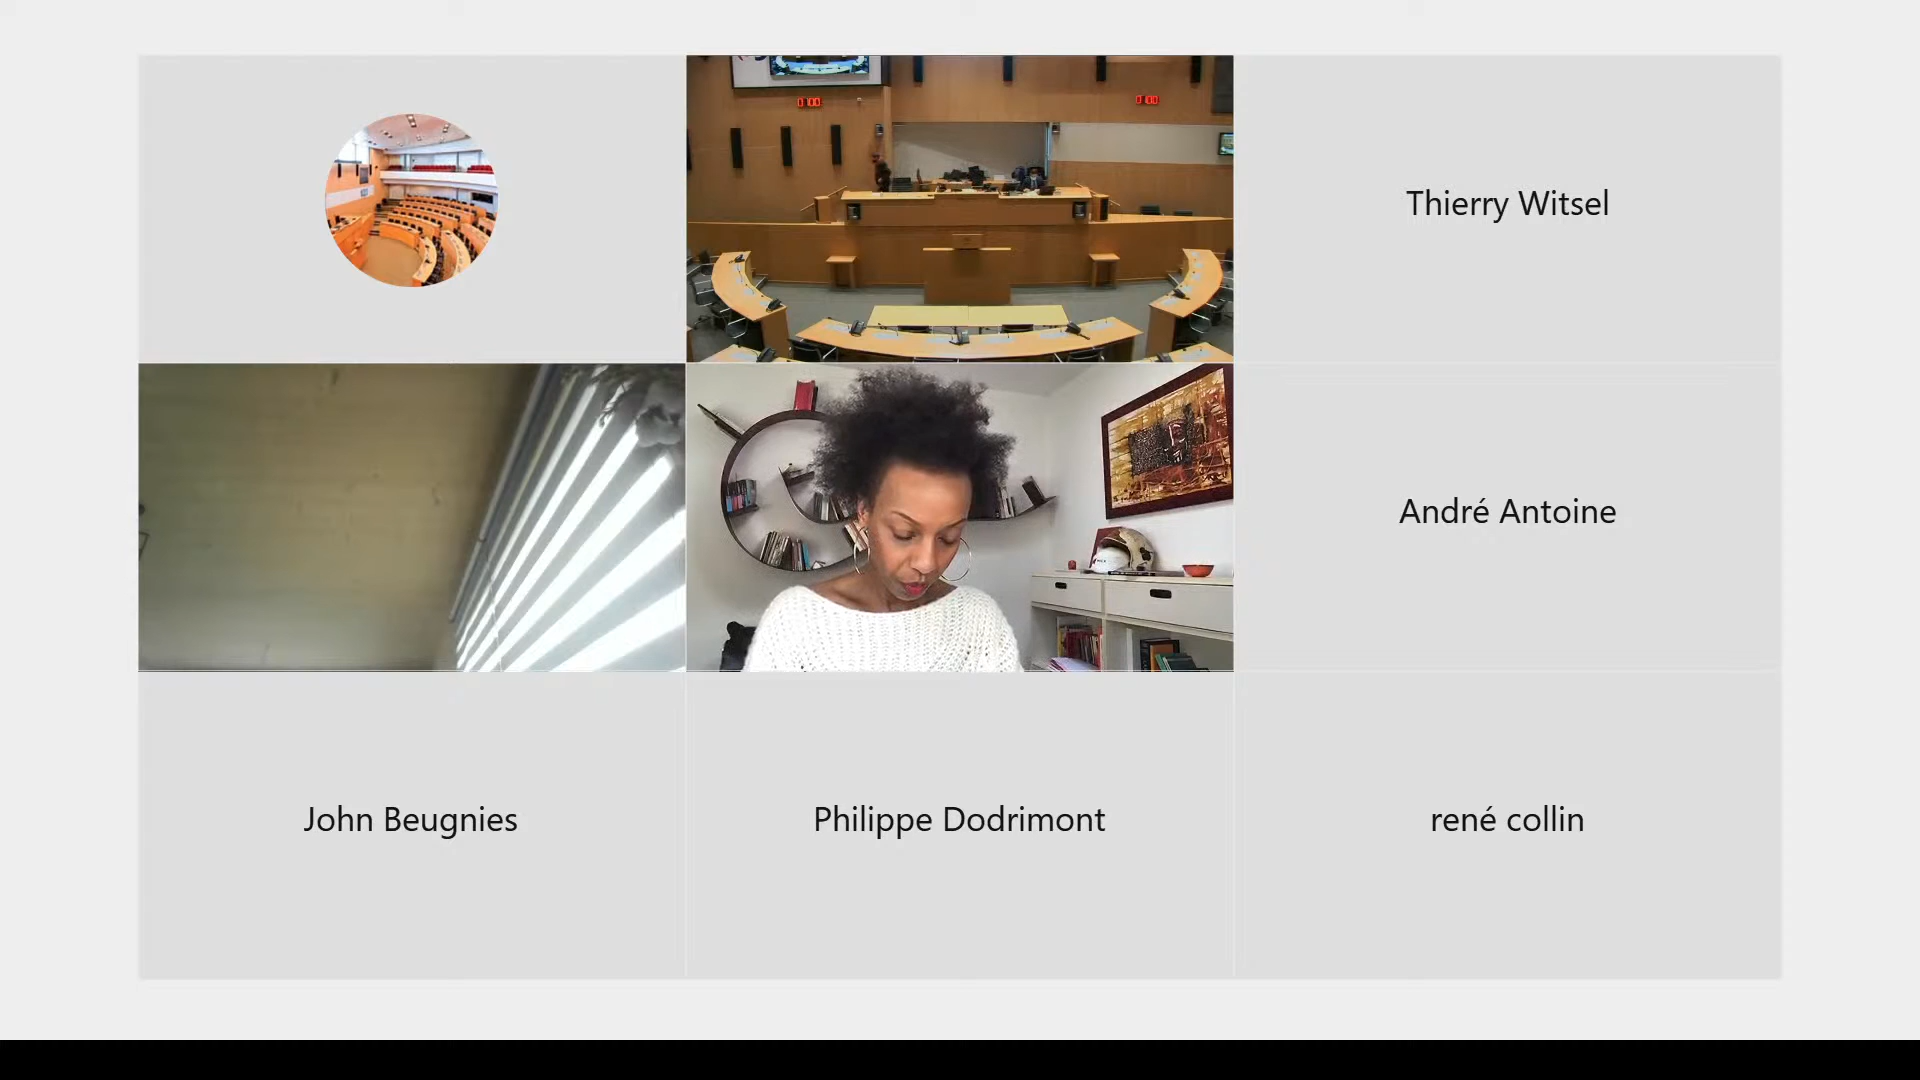 Thierry Witsel
André Antoine
John Beugnies
Philippe Dodrimont
rené collin